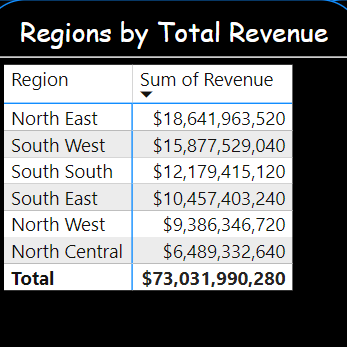 Regions by Total Revenue
Region Sum of Revenue
North East $18,641,963,520
South West $15,877,529,040
South South $12,179,415,120
South East $10,457,403,240
North West $9,386,346,720
North Central $6,489,332,640
Total $73,031,990,280